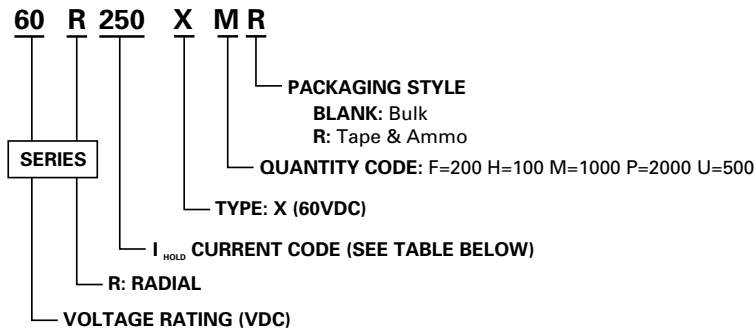 60 R 250 X M R
PACKAGING STYLE
BLANK: Bulk
R: Tape & Ammo
SERIES
QUANTITY CODE: F=200 H=100 M=1000 P=2000 U=500
TYPE: X (60VDC)
I HOLD CURRENT CODE (SEE TABLE BELOW)
R: RADIAL
VOLTAGE RATING (VDC)